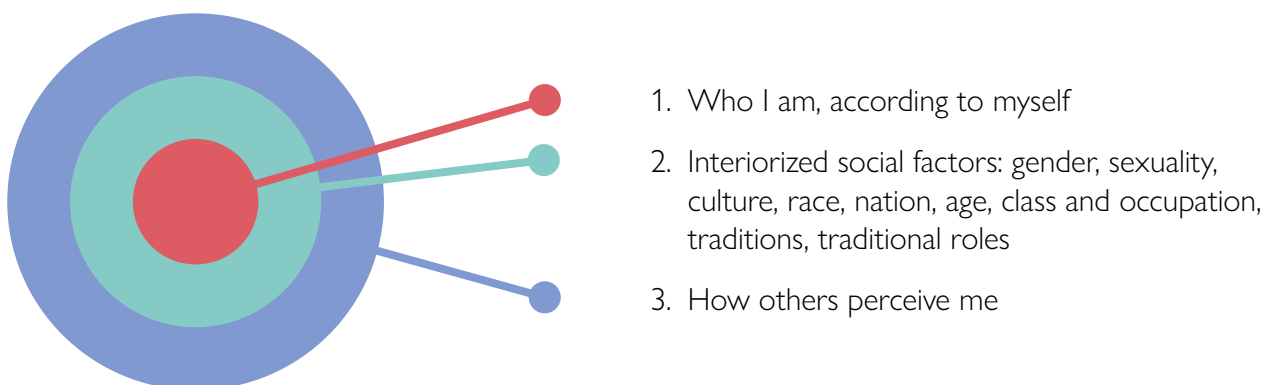 1. Who I am, according to myself
2. Interiorized social factors: gender, sexuality,
culture, race, nation, age, class and occupation,
traditions, traditional roles
3. How others perceive me